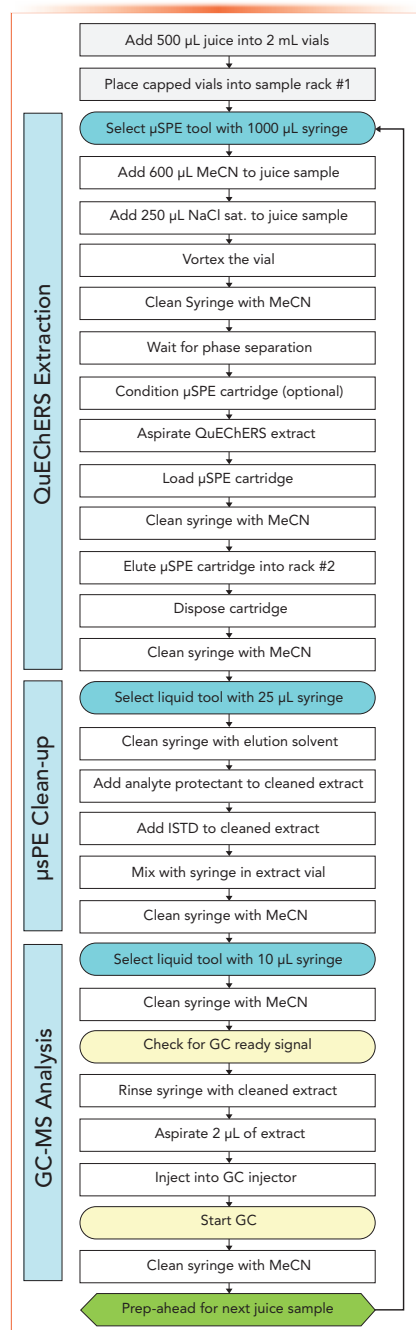 Add 500 µL juice into 2 mL vials
Place capped vials into sample rack #1
QuEChERS Extraction
Select µSPE tool with 1000 µL syringe
Add 600 µL MeCN to juice sample
Add 250 µL NaCl sat. to juice sample
Vortex the vial
Clean Syringe with MeCN
Wait for phase separation
Condition µSPE cartridge (optional)
Aspirate QuEChERS extract
Load µSPE cartridge
Clean syringe with MeCN
Elute µSPE cartridge into rack #2
Dispose cartridge
Clean syringe with MeCN
µsPE Clean-up
Select liquid tool with 25 µL syringe
Clean syringe with elution solvent
Add analyte protectant to cleaned extract
Add ISTD to cleaned extract
Mix with syringe in extract vial
Clean syringe with MeCN
GC-MS Analysis
Select liquid tool with 10 µL syringe
Clean syringe with MeCN
Check for GC ready signal
Rinse syringe with cleaned extract
Aspirate 2 µL of extract
Inject into GC injector
Start GC
Clean syringe with MeCN
Prep-ahead for next juice sample